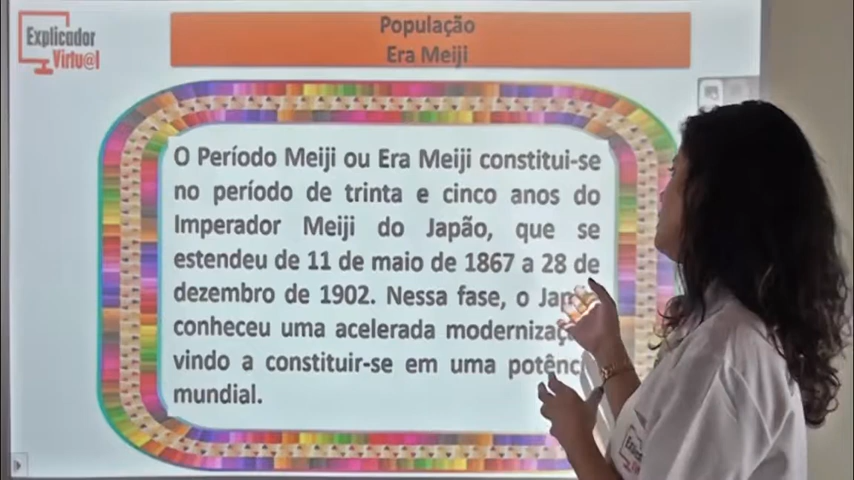 Explicador
Virtu@l
População
Era Meiji
O Período Meiji ou Era Meiji constitui-se
no período de trinta e cinco anos do
Imperador Meiji do Japão, que se
estendeu de 11 de maio de 1867 a 28 de
dezembro de 1902. Nessa fase, o
conheceu uma acelerada
vindo a constituir-se em uma
mundial.